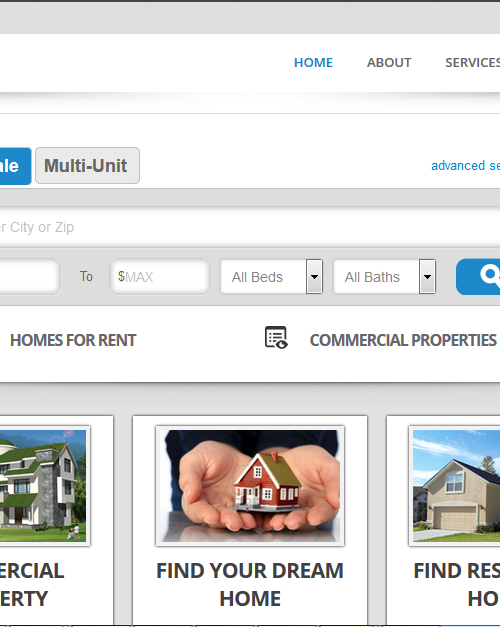 HOME ABOUT SERVICES
ale Multi-Unit advanced se
r City or Zip
To $MAX All Beds All Baths
HOMES FOR RENT COMMERCIAL PROPERTIES
ERCIAL
ERTY
FIND YOUR DREAM
HOME
FIND RES
HO